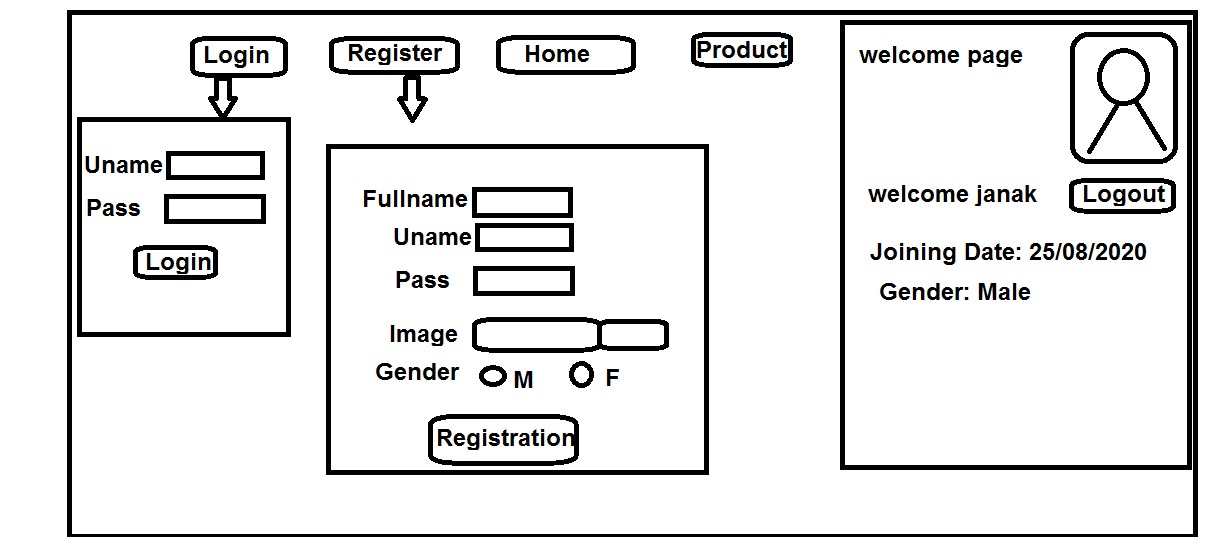 Login
Register
Home
Product
Uname
Pass
Login
Fullname
Uname
Pass
Image
Gender M F
Registration
welcome page
welcome janak Logout
Joining Date: 25/08/2020
Gender: Male